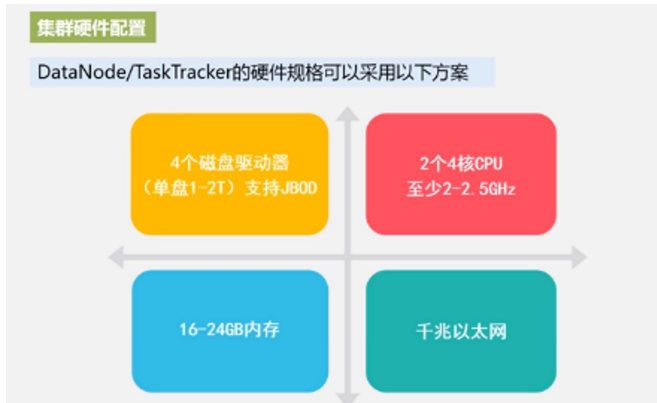 集群硬件配置
DataNode/TaskTracker的硬件规格可以采用以下方案
4个磁盘驱动器
（单盘1-2T）支持JBOD
2个4核CPU
至少2-2.5GHz
16-24GB内存
千兆以太网